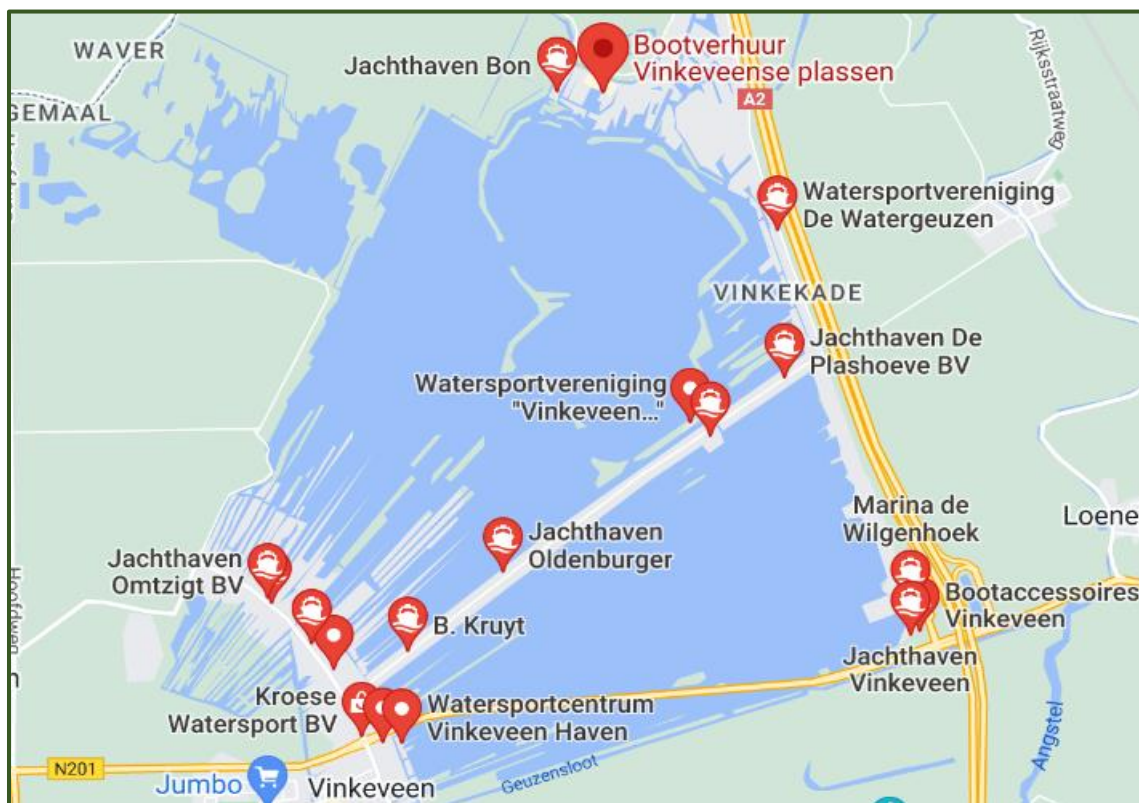 WAVER
GEMAAL
Jachthaven Bon
Bootverhuur
Vinkeveense plassen
A2
Rijksstraatweg
Watersportvereniging
De Watergeuzen
VINKEKADE
Jachthaven De
Plashoeve BV
Watersportvereniging
"Vinkeveen..."
Marina de
Wilgenhoek
Loene
Jachthaven
Oldenburger
Jachthaven
Omtzigt BV
Bootaccessoires
Vinkeveen
B. Kruyt
Jachthaven
Vinkeveen
Kroese
Watersport BV
Watersportcentrum
Vinkeveen Haven
Angstel
N201
Geuzensloot
Jumbo
Vinkeveen